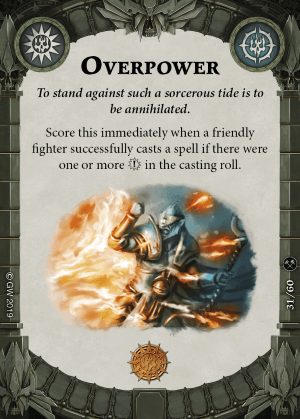 OVERPOWER
To stand against such a sorcerous tide is to
be annihilated.
Score this immediately when a friendly
fighter successfully casts a spell if there were
one or more in the casting roll.
© GW 2019
31/60